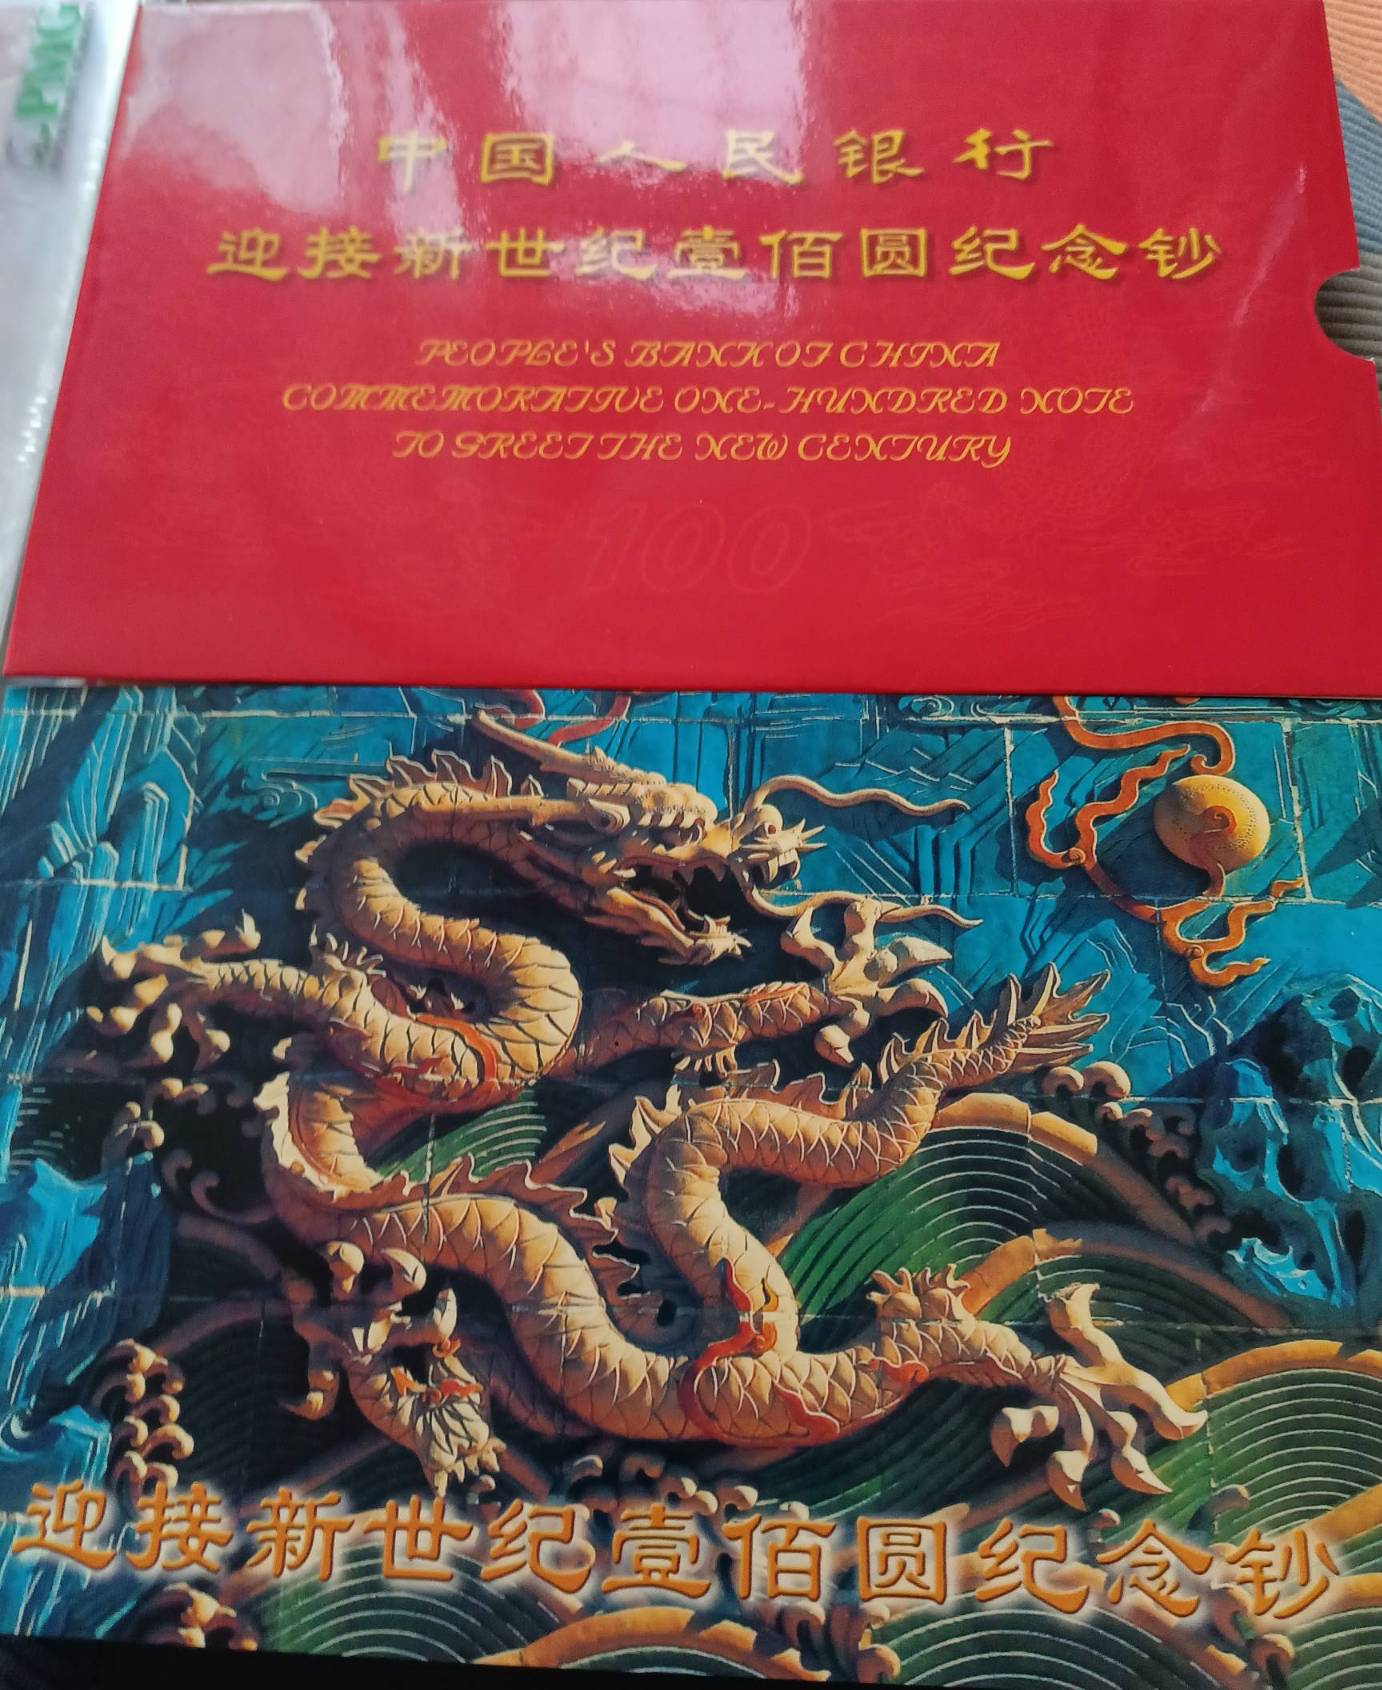 PMG
中国人民银行
迎接新世纪壹佰圆纪念钞
PEOPLE'S BANK OF CHINA
COMMEMORATIVE ONE-HUNDRED NOTE
TO GREET THE NEW CENTURY
100
迎接新世纪壹佰圆纪念钞